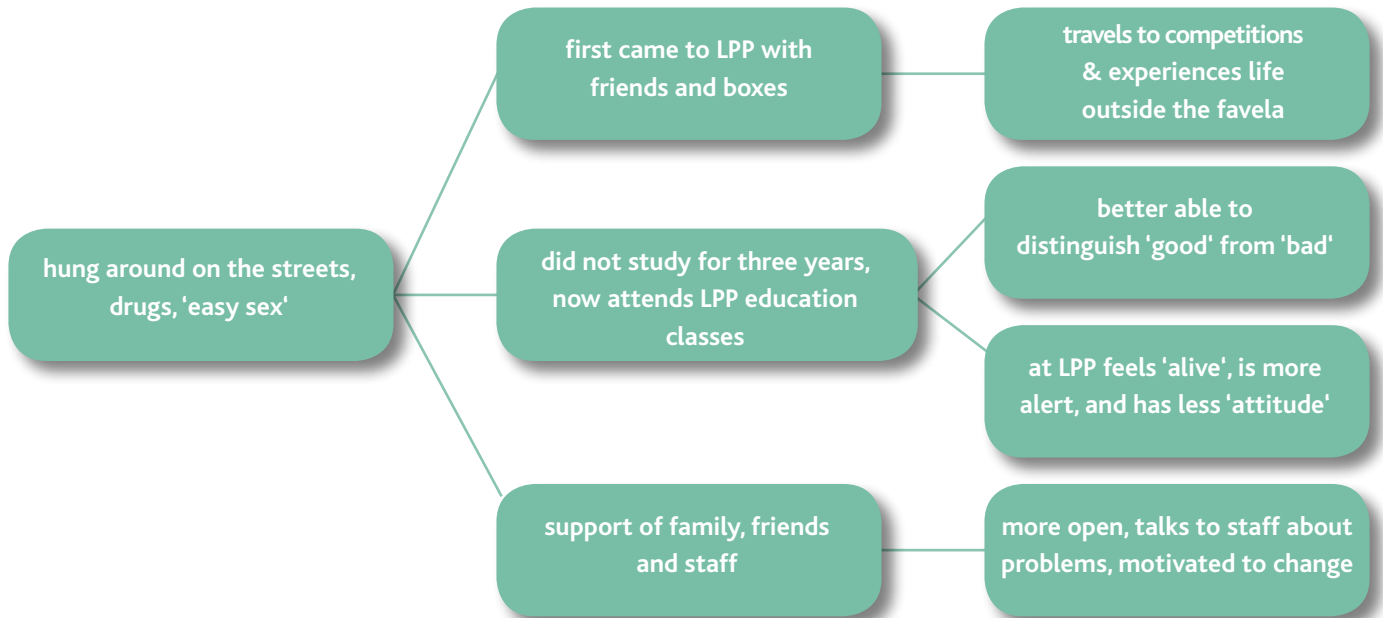 hung around on the streets,
drugs, 'easy sex'
first came to LPP with
friends and boxes
travels to competitions
& experiences life
outside the favela
did not study for three years,
now attends LPP education
classes
better able to
distinguish 'good' from 'bad'
at LPP feels 'alive', is more
alert, and has less 'attitude'
support of family, friends
and staff
more open, talks to staff about
problems, motivated to change